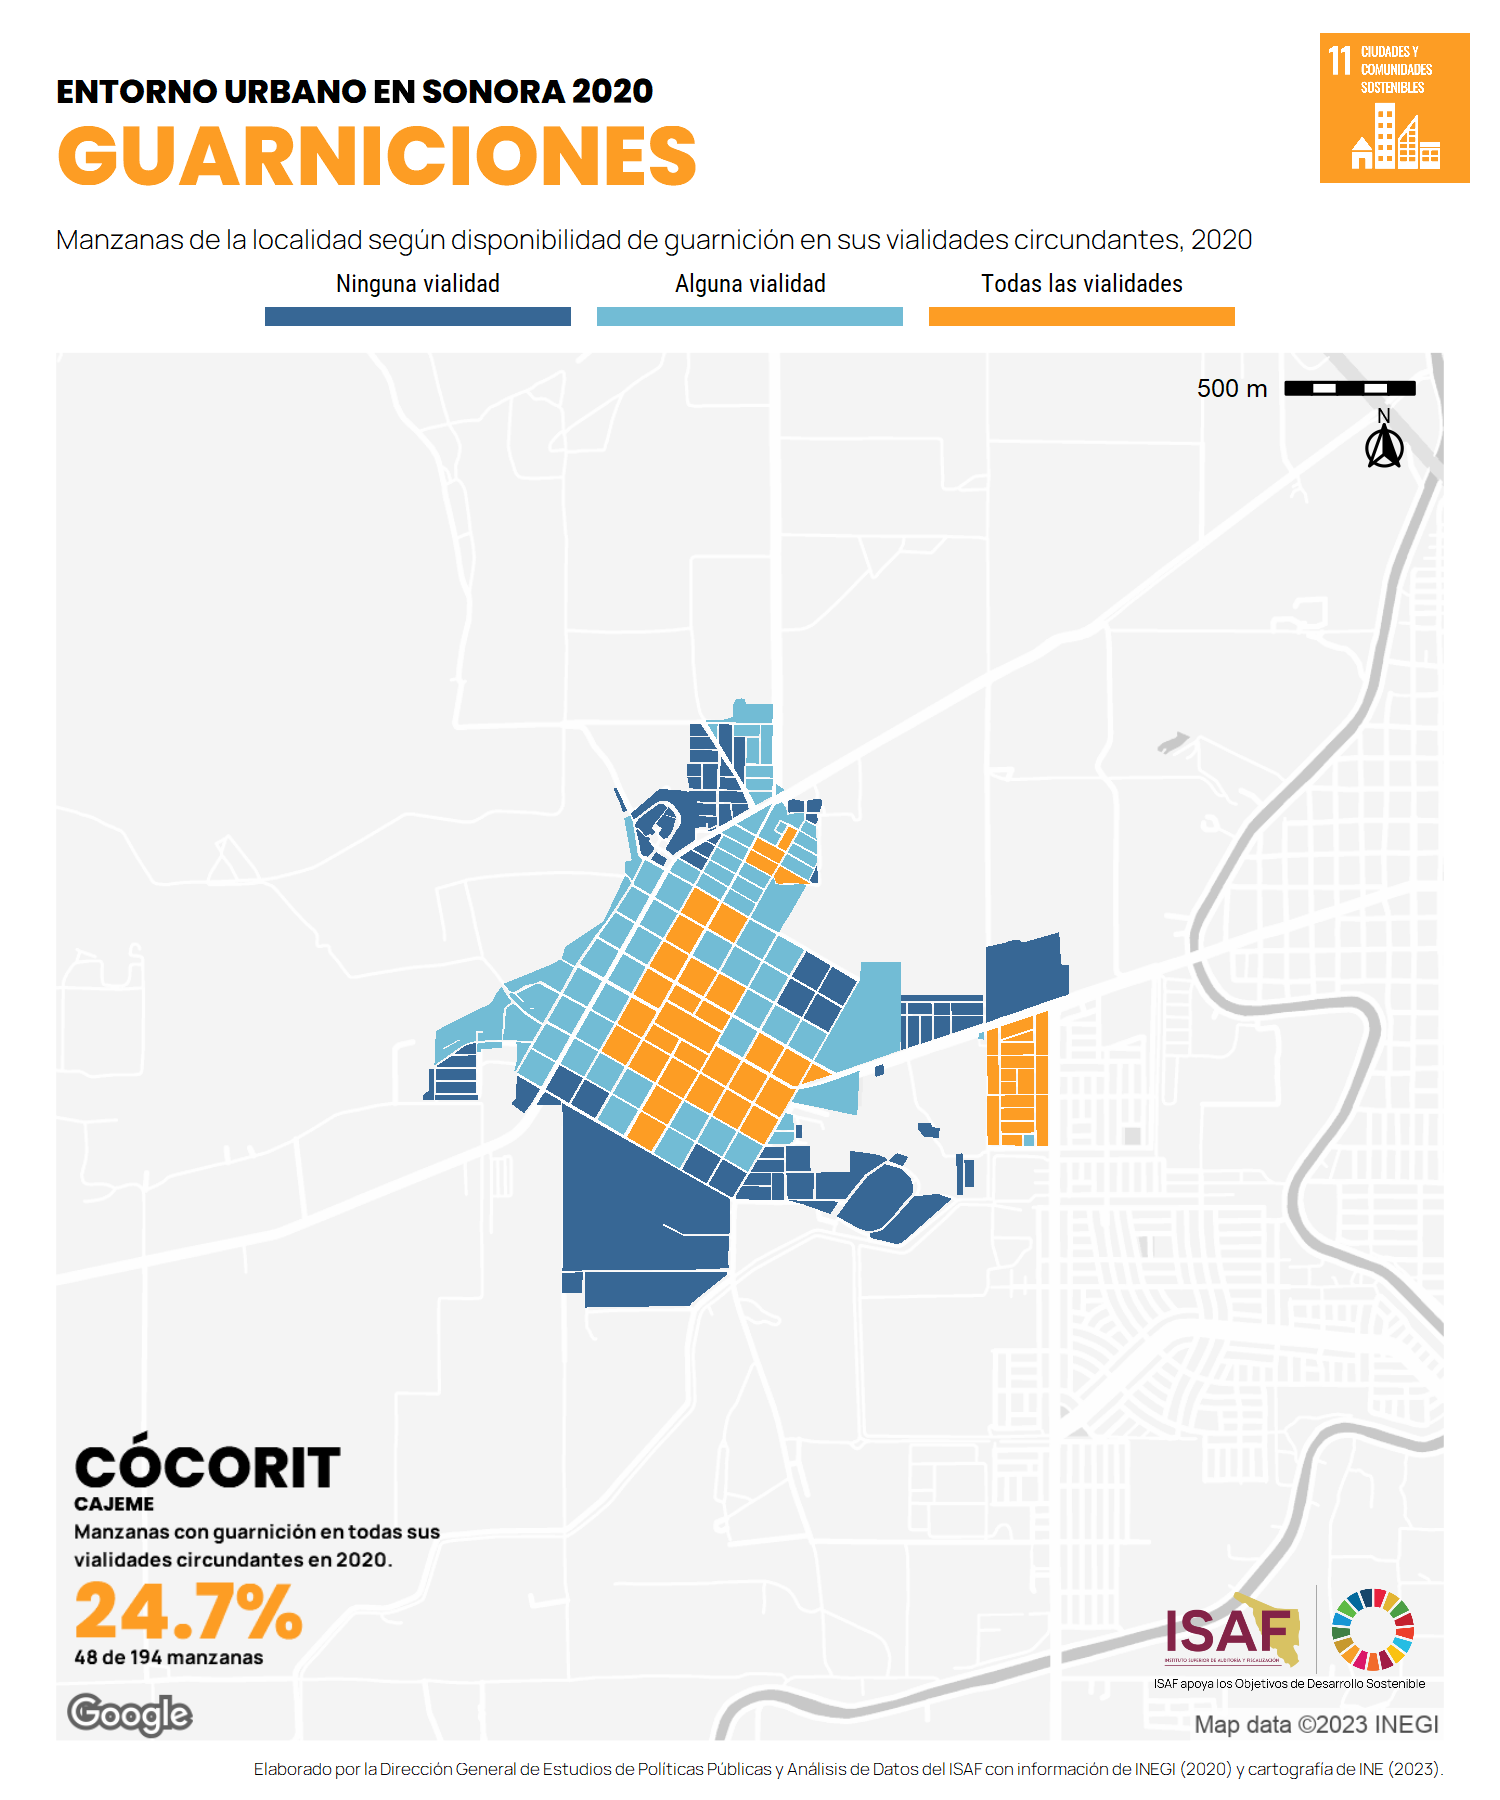 11 CIUDADES Y
COMUNIDADES
SOSTENIBLES
ENTORNO URBANO EN SONORA 2020
GUARNICIONES
Manzanas de la localidad según disponibilidad de guarnición en sus vialidades circundantes, 2020
Ninguna vialidad Alguna vialidad Todas las vialidades
500 m
N
CÓCORIT
CAJEME
Manzanas con guarnición en todas sus
vialidades circundantes en 2020.
24.7%
48 de 194 manzanas
Google
ISAF
INSTITUTO SUPERIOR DE AUDITORÍA Y FISCALIZACIÓN
ISAF apoya los Objetivos de Desarrollo Sostenible
Map data ©2023 INEGI
Elaborado por la Dirección General de Estudios de Políticas Públicas y Análisis de Datos del ISAF con información de INEGI (2020) y cartografía de INE (2023).